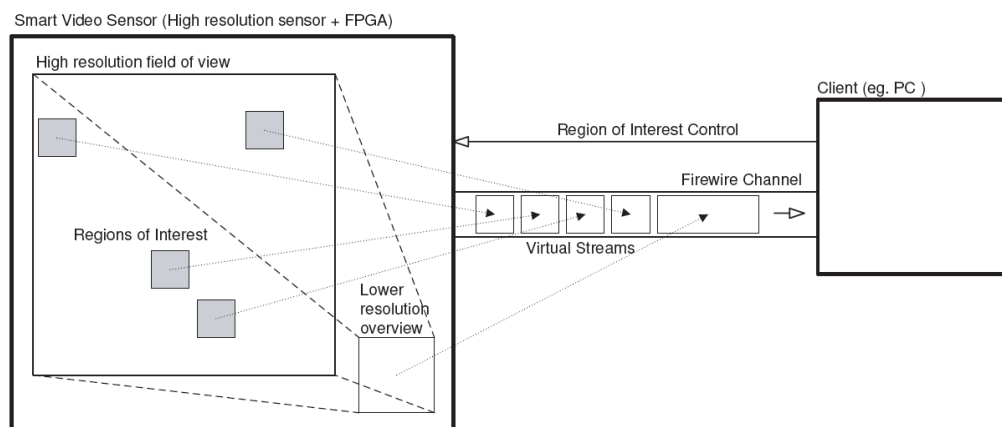 Smart Video Sensor (High resolution sensor + FPGA)
High resolution field of view
Client (eg. PC )
Region of Interest Control
Firewire Channel
Regions of Interest
Virtual Streams
Lower
resolution
overview